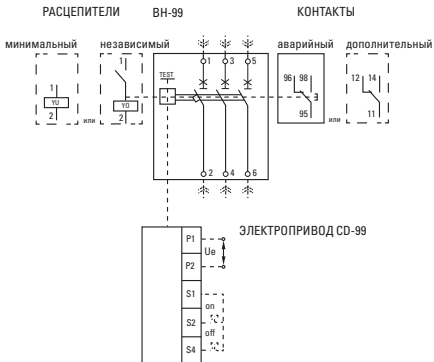 РАСЦЕПИТЕЛИ ВН-99 КОНТАКТЫ
минимальный независимый аварийный дополнительный
1 3 5
1 TEST 96 98 12 14
1
YU YO
2 2 95 11
или или
2 4 6
ЭЛЕКТРОПРИВОД CD-99
P1
Ue
P2
S1
on
S2
off
S4